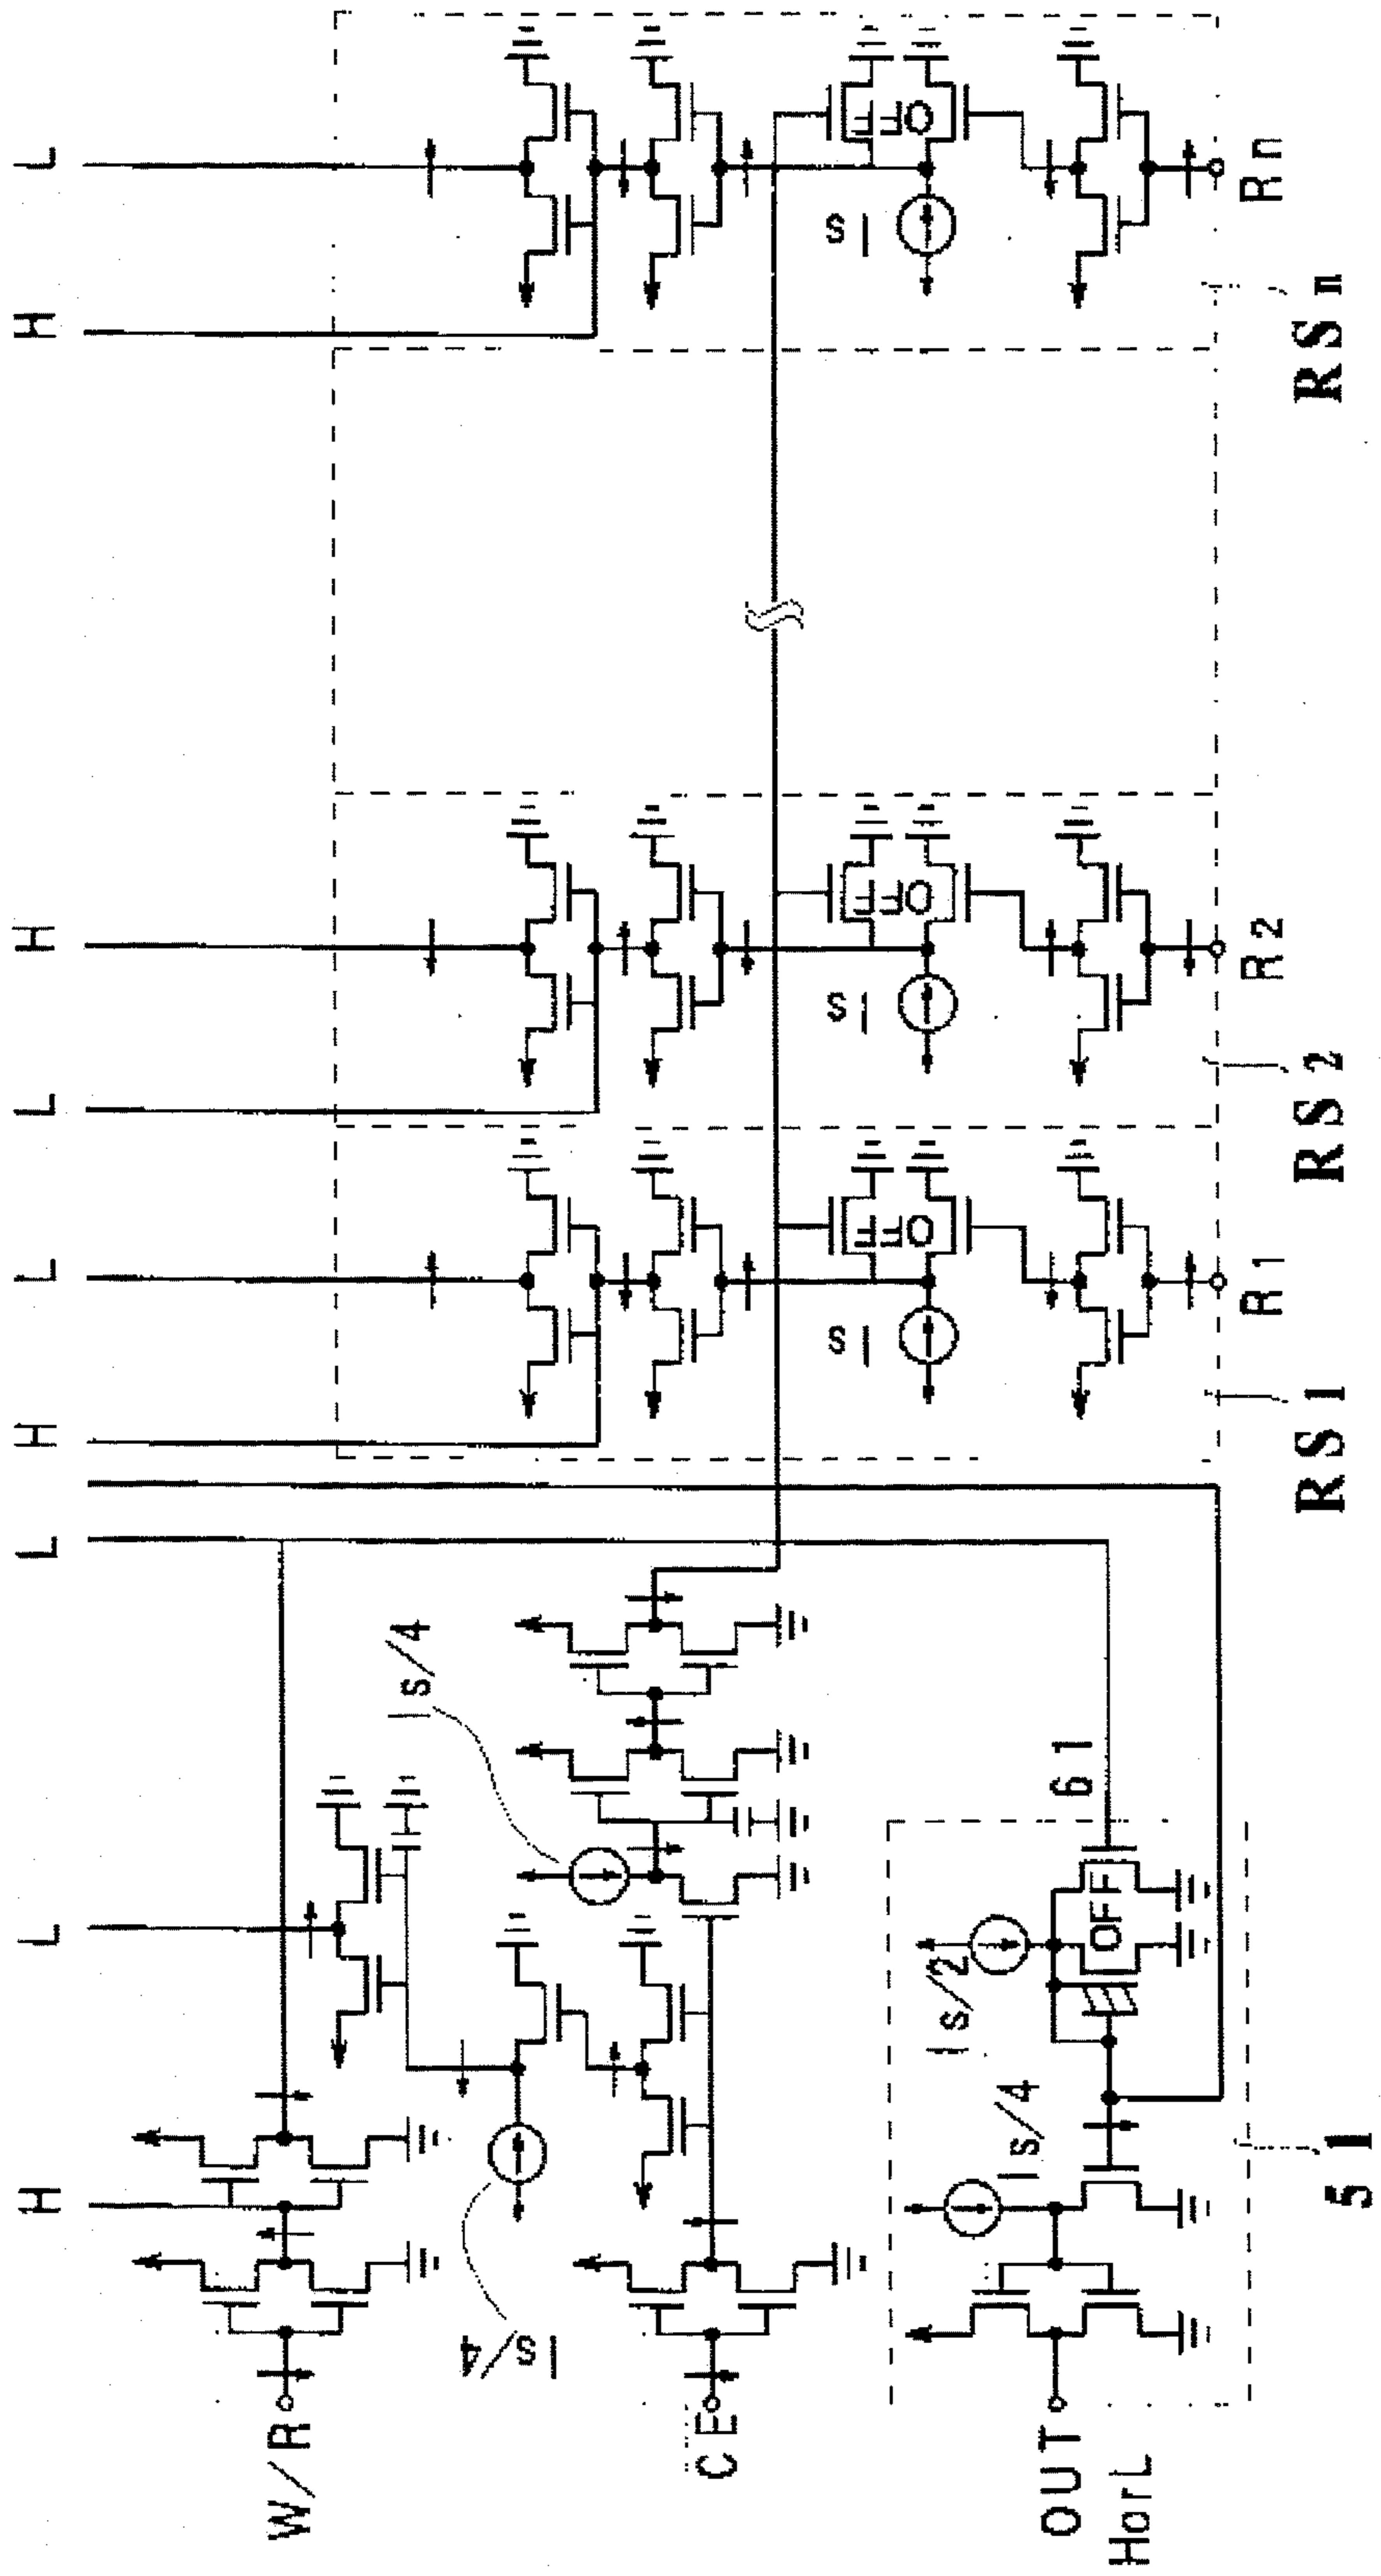 H
L
L
H
L
L
H
H
L
W/R
Is/4
Is/4
CE
OUT
HorL
Is/4
Is/2
OFF
61
51
Is
OFF
R1
RS1
Is
OFF
R2
RS2
Is
OFF
Rn
RSn